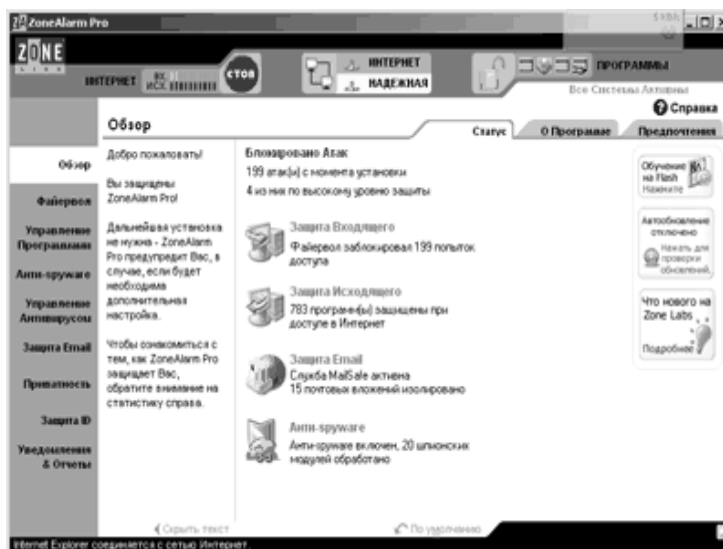 ZoneAlarm Pro
ZONE
LABS
ИНТЕРНЕТ
ВХ.
ИСХ.
СТОП
ИНТЕРНЕТ
НАДЕЖНАЯ
ПРОГРАММЫ
Все Системы Активны
Справка
Обзор
Статус
О Программе
Предпочтения
Обзор
Файервол
Управление
Программами
Анти-spyware
Управление
Антивирусом
Защита Email
Приватность
Защита ID
Уведомления
& Отчеты
Добро пожаловать!
Вы защищены
ZoneAlarm Pro!
Дальнейшая установка
не нужна - ZoneAlarm
Pro предупредит Вас, в
случае, если будет
необходима
дополнительная
настройка.
Чтобы ознакомиться с
тем, как ZoneAlarm Pro
защищает Вас,
обратите внимание на
статистику справа.
Блокировано Атак
199 атак(и) с момента установки
4 из них по высокому уровню защиты
Защита Входящего
Файервол заблокировал 199 попыток
доступа
Защита Исходящего
783 программ(ы) защищены при
доступе в Интернет
Защита Email
Служба MailSafe активна
15 почтовых вложений изолировано
Анти-spyware
Анти-spyware включен, 20 шпионских
модулей обработано
Обучение
на Flash
Нажмите
Автообновление
отключено
Нажать для
проверки
обновлений.
Что нового на
Zone Labs
Подробнее
Скрыть текст
По умолчанию
Internet Explorer соединяется с сетью Интернет.